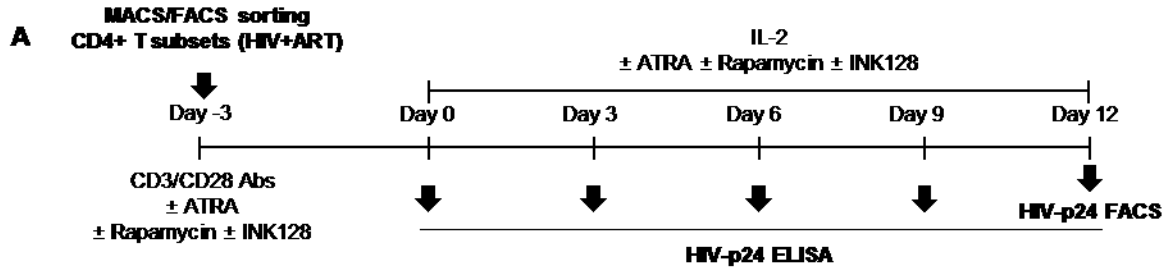 A
MACS/FACS sorting
CD4+ T subsets (HIV+ART)
IL-2
± ATRA ± Rapamycin ± INK128
Day -3
Day 0
Day 3
Day 6
Day 9
Day 12
CD3/CD28 Abs
± ATRA
± Rapamycin ± INK128
HIV-p24 FACS
HIV-p24 ELISA